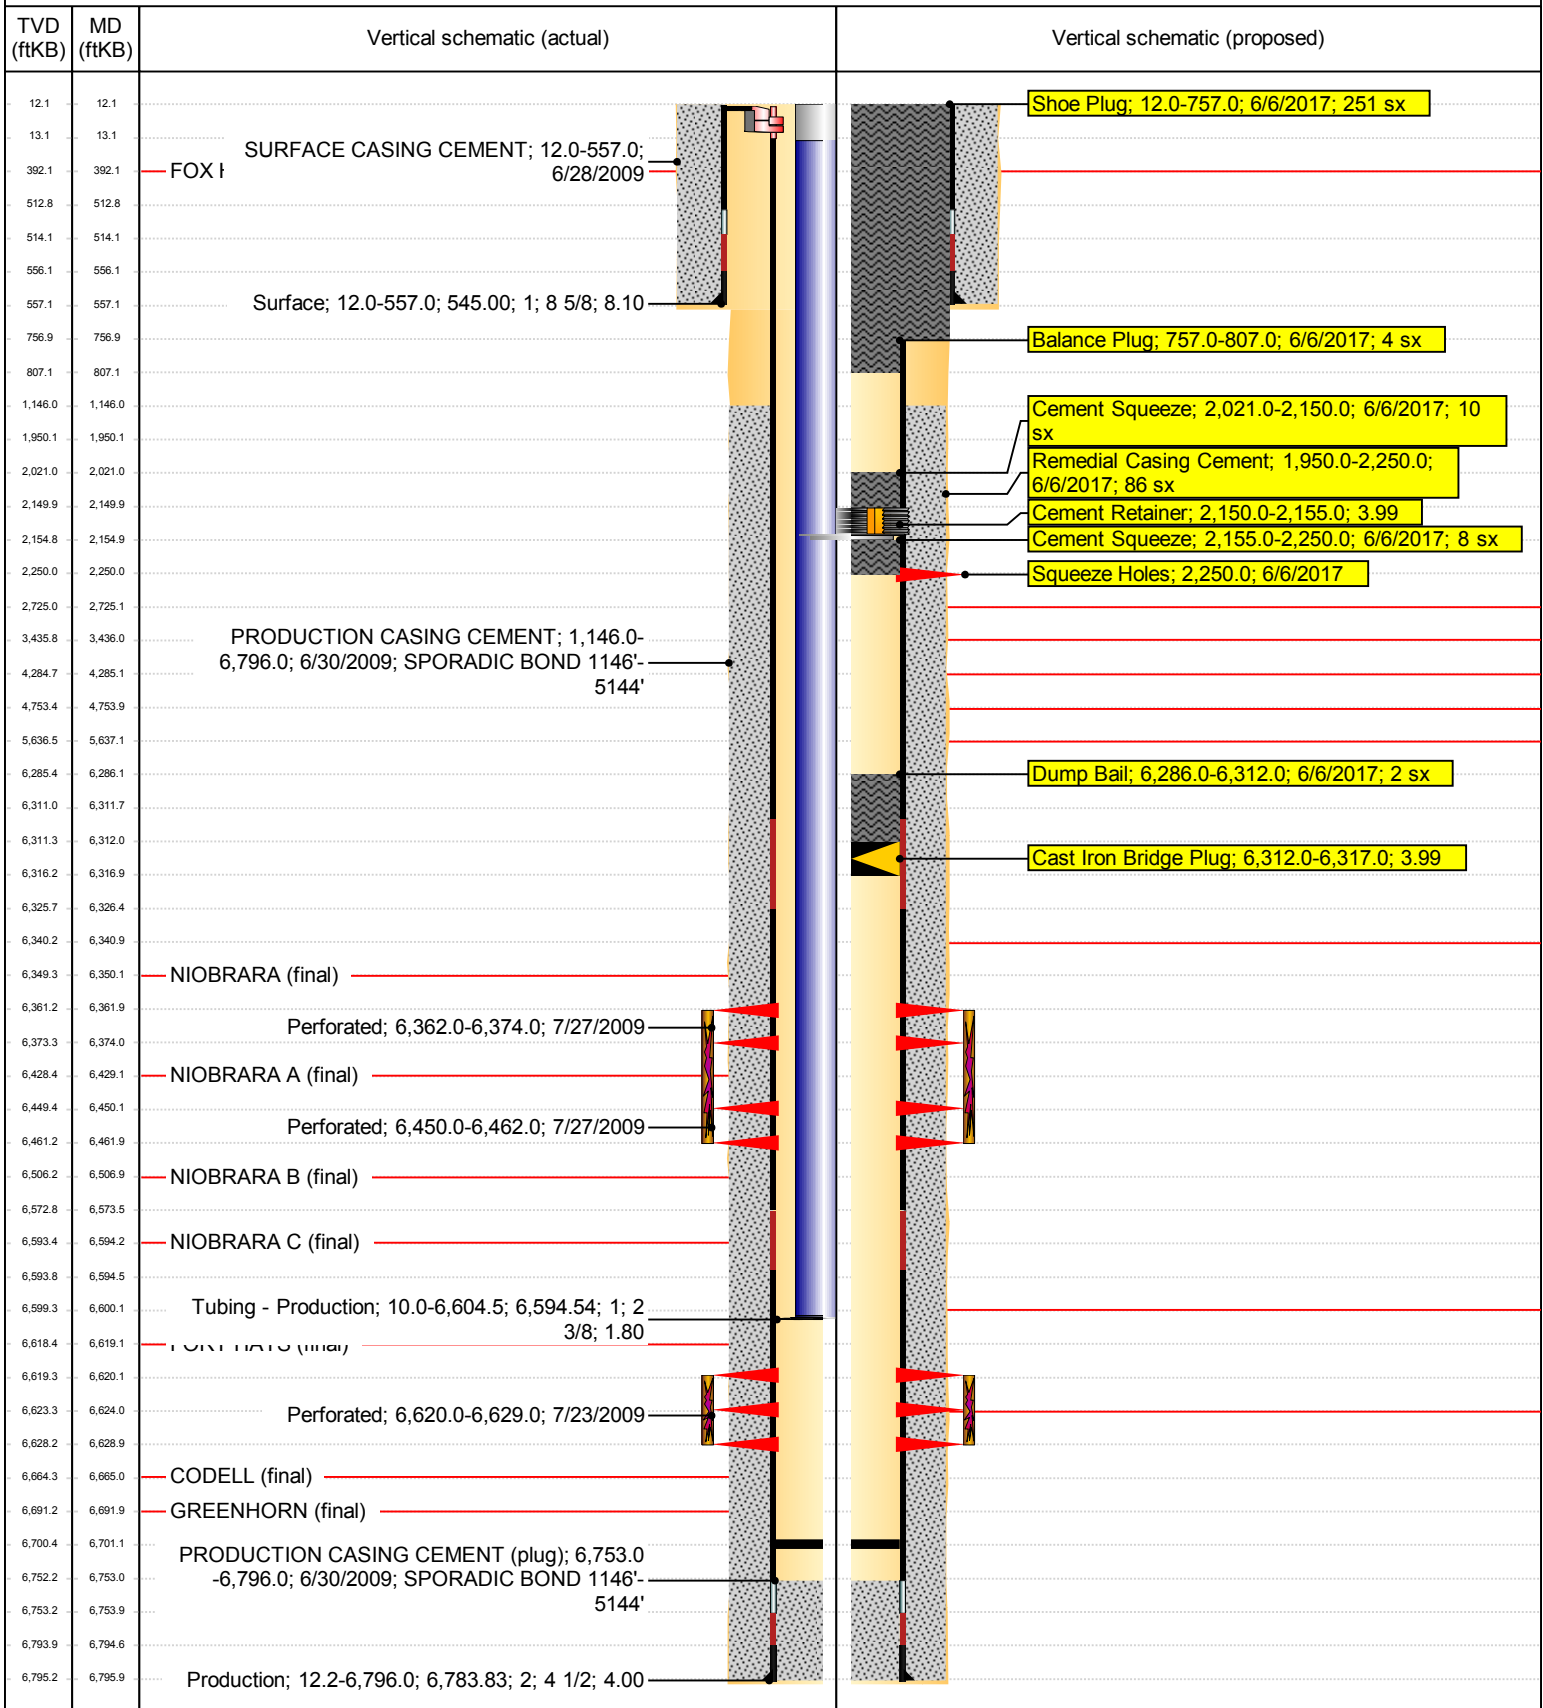 TVD (ftKB)
MD (ftKB)
Vertical schematic (actual)
Vertical schematic (proposed)
12.1 12.1
Shoe Plug; 12.0-757.0; 6/6/2017; 251 sx
13.1 13.1
SURFACE CASING CEMENT; 12.0-557.0;
6/28/2009
392.1 392.1
FOX
512.8 512.8
514.1 514.1
556.1 556.1
557.1 557.1
Surface; 12.0-557.0; 545.00; 1; 8 5/8; 8.10
756.9 756.9
Balance Plug; 757.0-807.0; 6/6/2017; 4 sx
807.1 807.1
1,146.0 1,146.0
Cement Squeeze; 2,021.0-2,150.0; 6/6/2017; 10
sx
1,950.1 1,950.1
2,021.0 2,021.0
Remedial Casing Cement; 1,950.0-2,250.0;
6/6/2017; 86 sx
2,149.9 2,149.9
Cement Retainer; 2,150.0-2,155.0; 3.99
2,154.8 2,154.9
Cement Squeeze; 2,155.0-2,250.0; 6/6/2017; 8 sx
2,250.0 2,250.0
Squeeze Holes; 2,250.0; 6/6/2017
2,725.0 2,725.1
3,435.8 3,436.0
PRODUCTION CASING CEMENT; 1,146.0-
6,796.0; 6/30/2009; SPORADIC BOND 1146'-
5144'
4,284.7 4,285.1
4,753.4 4,753.9
5,636.5 5,637.1
6,285.4 6,286.1
Dump Bail; 6,286.0-6,312.0; 6/6/2017; 2 sx
6,311.0 6,311.7
6,311.3 6,312.0
Cast Iron Bridge Plug; 6,312.0-6,317.0; 3.99
6,316.2 6,316.9
6,325.7 6,326.4
6,340.2 6,340.9
6,349.3 6,350.1
NIOBRARA (final)
6,361.2 6,361.9
Perforated; 6,362.0-6,374.0; 7/27/2009
6,373.3 6,374.0
6,428.4 6,429.1
NIOBRARA A (final)
6,449.4 6,450.1
Perforated; 6,450.0-6,462.0; 7/27/2009
6,461.2 6,461.9
6,506.2 6,506.9
NIOBRARA B (final)
6,572.8 6,573.5
6,593.4 6,594.2
NIOBRARA C (final)
6,593.8 6,594.5
6,599.3 6,600.1
Tubing - Production; 10.0-6,604.5; 6,594.54; 1; 2
3/8; 1.80
6,618.4 6,619.1
FORT HAYS (final)
6,619.3 6,620.1
6,623.3 6,624.0
Perforated; 6,620.0-6,629.0; 7/23/2009
6,628.2 6,628.9
6,664.3 6,665.0
CODELL (final)
6,691.2 6,691.9
GREENHORN (final)
6,700.4 6,701.1
PRODUCTION CASING CEMENT (plug); 6,753.0
-6,796.0; 6/30/2009; SPORADIC BOND 1146'-
5144'
6,752.2 6,753.0
6,753.2 6,753.9
6,793.9 6,794.6
6,795.2 6,795.9
Production; 12.2-6,796.0; 6,783.83; 2; 4 1/2; 4.00